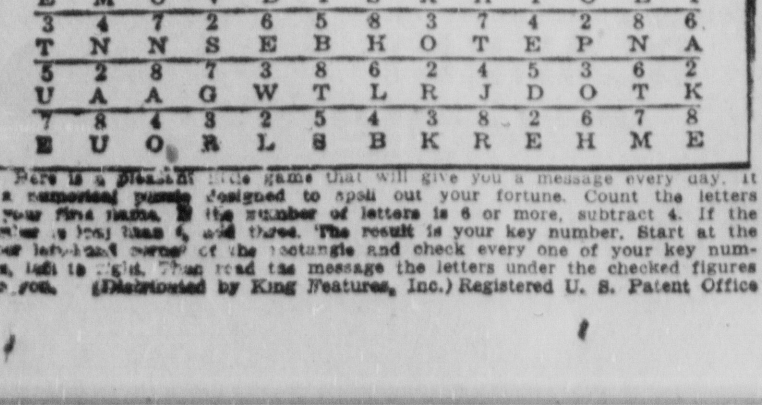 3 4 7 2 6 5 8 3 7 4 2 8 6
T N N S E B H O T E P N A
5 2 8 7 3 8 6 2 4 5 3 6 2
U A A G W T L R J D O T K
7 8 4 3 2 5 4 3 8 2 6 7 8
E U O R L S B K R E H M E
Here is a pleasant little game that will give you a message every day. It
a numerical puzzle designed to spell out your fortune. Count the letters
your first name. If the number of letters is 6 or more, subtract 4. If the
is less than 6, add three. The result is your key number. Start at the
left-hand corner of the rectangle and check every one of your key num-
left to right. Then read the message the letters under the checked figures
you. (Distributed by King Features, Inc.) Registered U. S. Patent Office